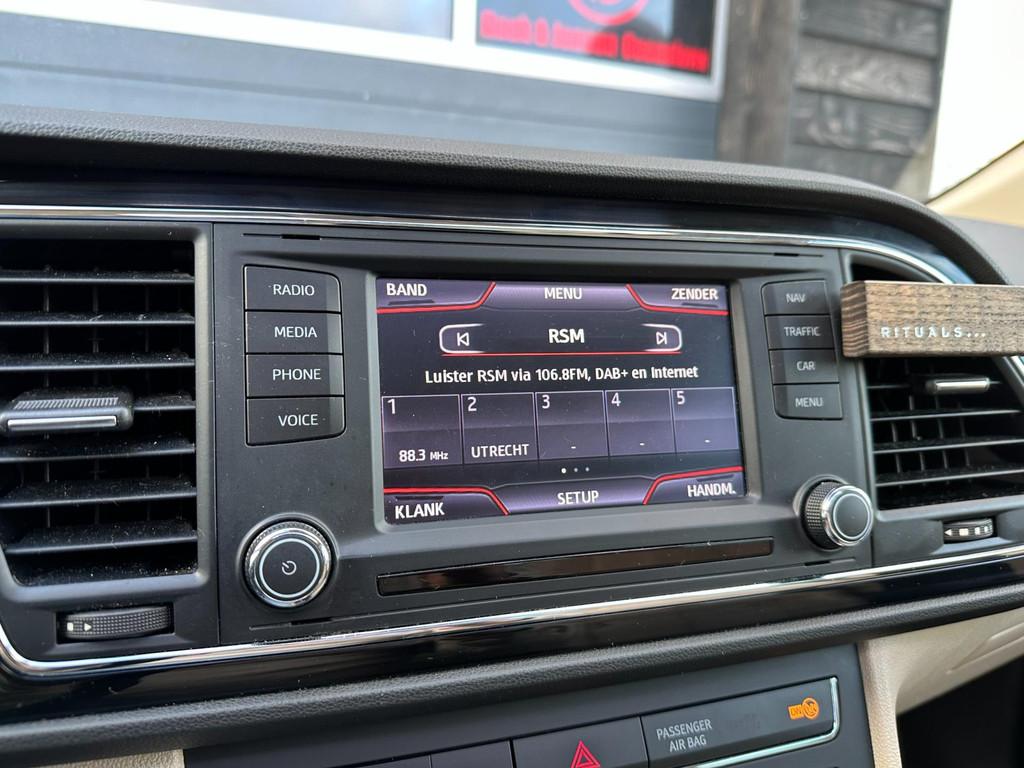 RADIO
MEDIA
PHONE
VOICE
BAND
MENU
ZENDER
RSM
Luister RSM via 106.8FM, DAB+ en Internet
1
2
3
4
5
88.3 MHz
UTRECHT
-
-
-
KLANK
SETUP
HANDM.
NAV
TRAFFIC
CAR
MENU
RITUALS...
PASSENGER
AIR BAG